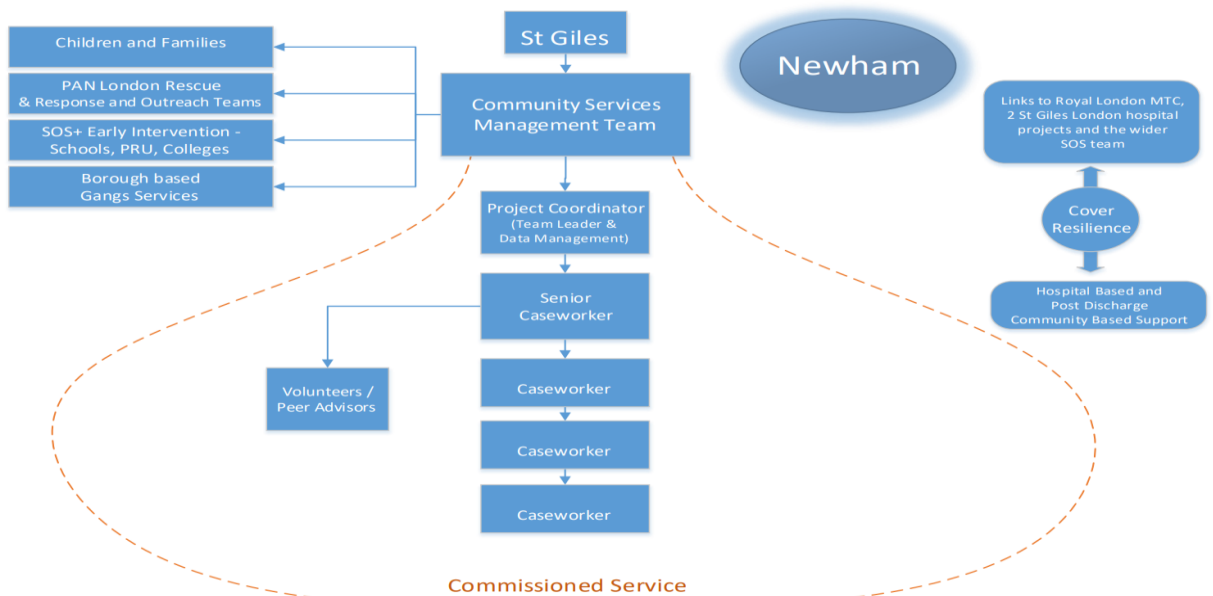 St Giles
Newham
Children and Families
PAN London Rescue
& Response and Outreach Teams
SOS+ Early Intervention -
Schools, PRU, Colleges
Borough based
Gangs Services
Community Services
Management Team
Links to Royal London MTC,
2 St Giles London hospital
projects and the wider
SOS team
Cover
Resilience
Hospital Based and
Post Discharge
Community Based Support
Project Coordinator
(Team Leader &
Data Management)
Senior
Caseworker
Volunteers /
Peer Advisors
Caseworker
Caseworker
Caseworker
Commissioned Service